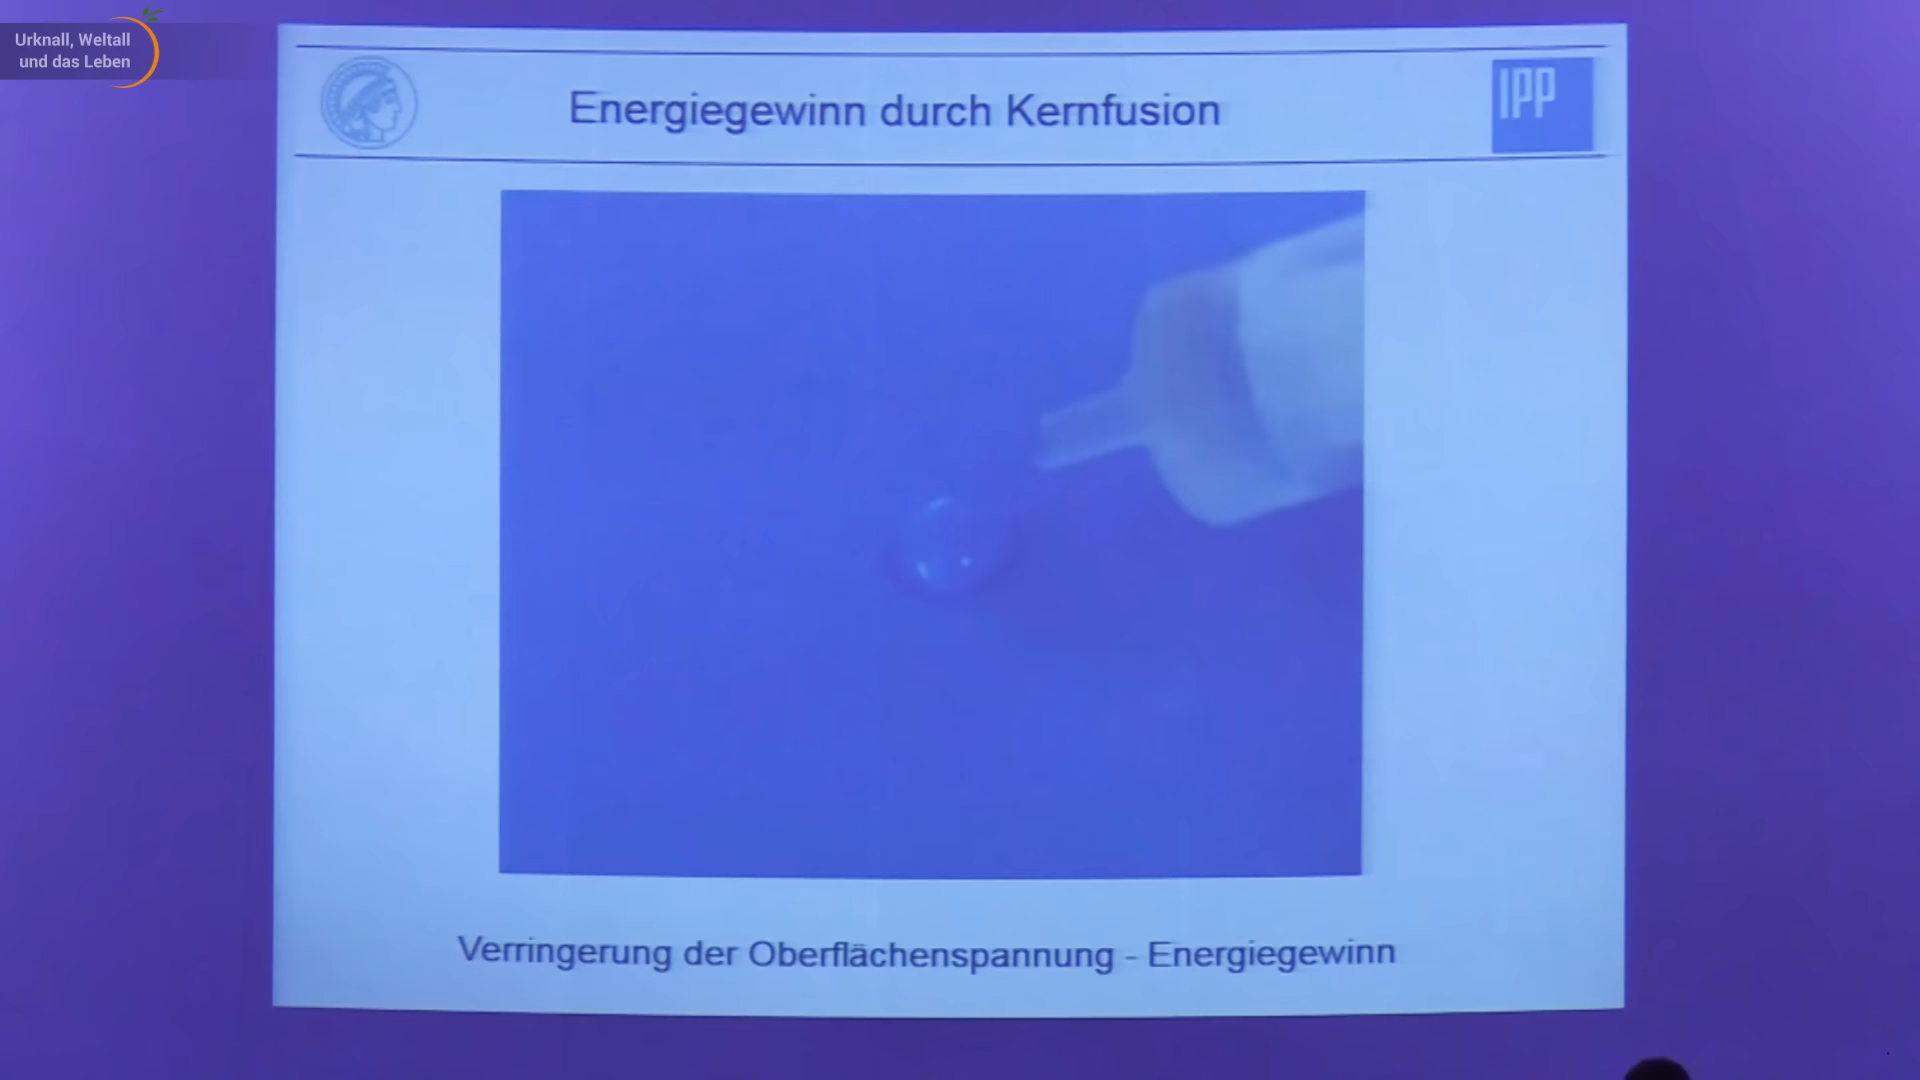 Urknall, Weltall
und das Leben
Energiegewinn durch Kernfusion
IPP
Verringerung der Oberflächenspannung - Energiegewinn